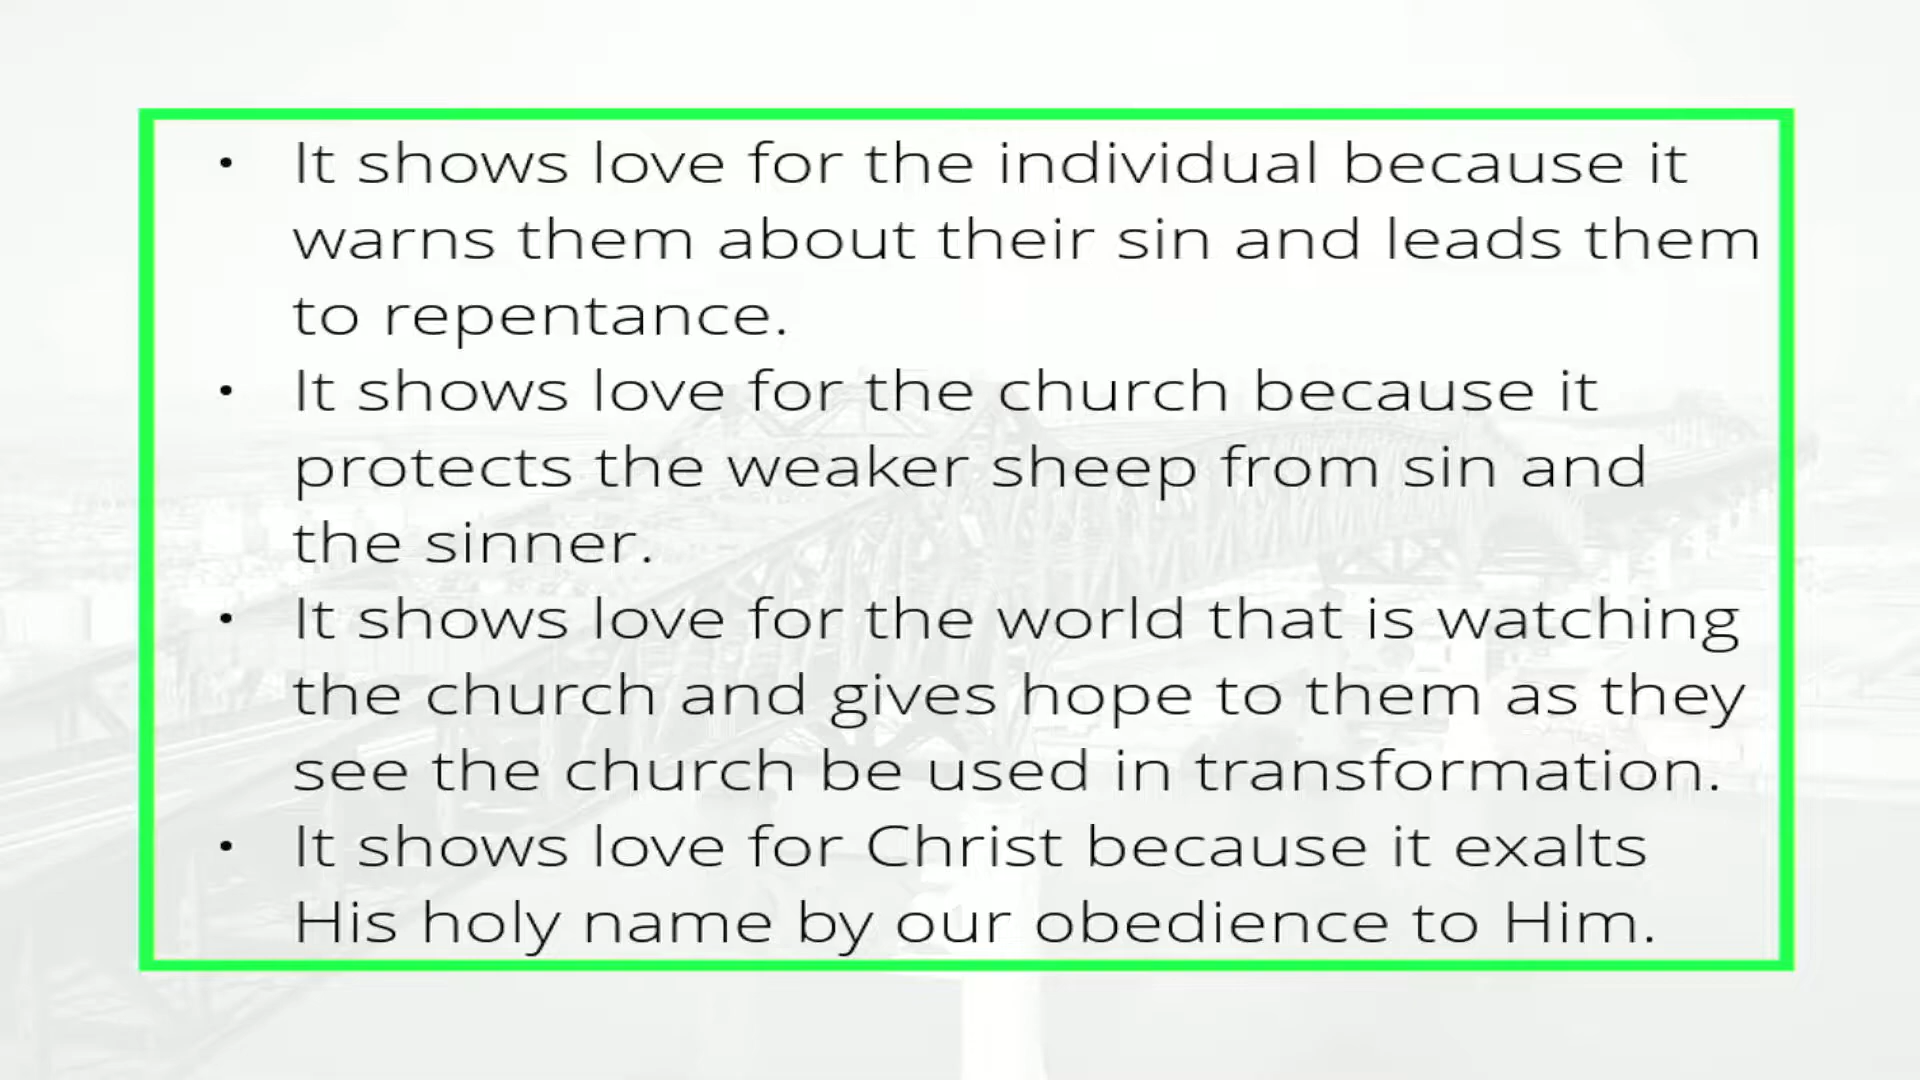 • It shows love for the individual because it
warns them about their sin and leads them
to repentance.
• It shows love for the church because it
protects the weaker sheep from sin and
the sinner.
• It shows love for the world that is watching
the church and gives hope to them as they
see the church be used in transformation.
• It shows love for Christ because it exalts
His holy name by our obedience to Him.